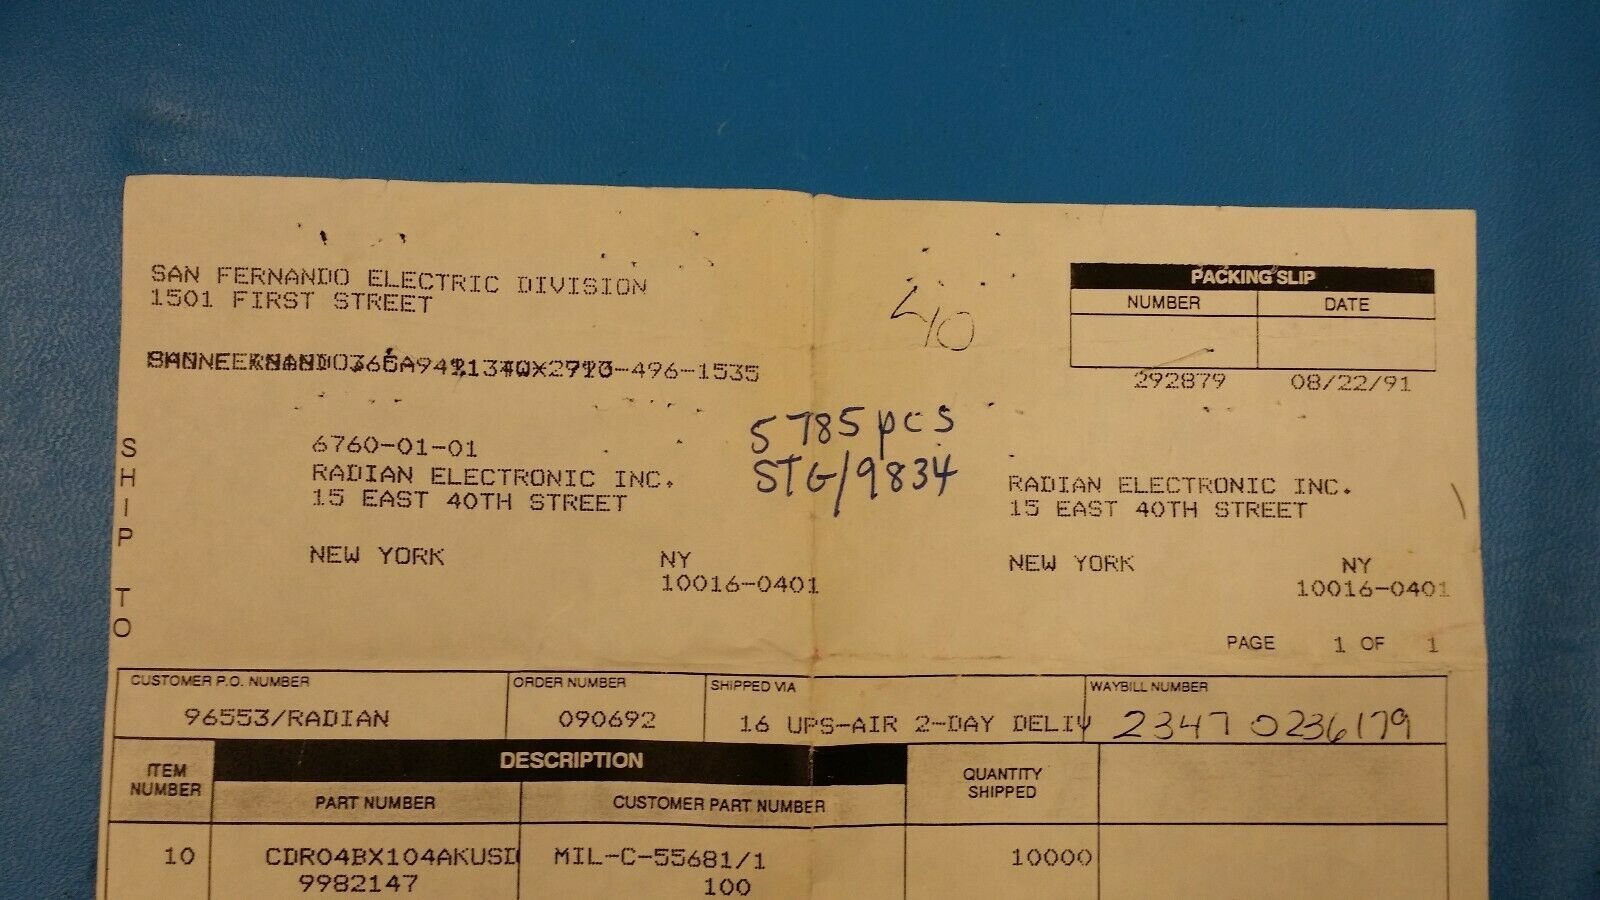 SAN FERNANDO ELECTRIC DIVISION
1501 FIRST STREET
-496-1535
PACKING SLIP
NUMBER DATE
292879 08/22/91
5785 pcs
STG/9834
SHIP TO
6760-01-01
RADIAN ELECTRONIC INC.
15 EAST 40TH STREET
NEW YORK NY
10016-0401
RADIAN ELECTRONIC INC.
15 EAST 40TH STREET
NEW YORK NY
10016-0401
PAGE 1 OF 1
CUSTOMER P.O. NUMBER ORDER NUMBER SHIPPED VIA WAYBILL NUMBER
96553/RADIAN 090692 16 UPS-AIR 2-DAY DELIV 2347 0236179
ITEM NUMBER DESCRIPTION QUANTITY SHIPPED
PART NUMBER CUSTOMER PART NUMBER
10 CDR04BX104AKUSD MIL-C-55681/1 10000
9982147 100